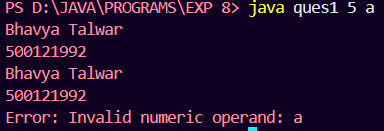 PS D:\JAVA\PROGRAMS\EXP 8> java ques1 5 a
Bhavya Talwar
500121992
Bhavya Talwar
500121992
Error: Invalid numeric operand: a